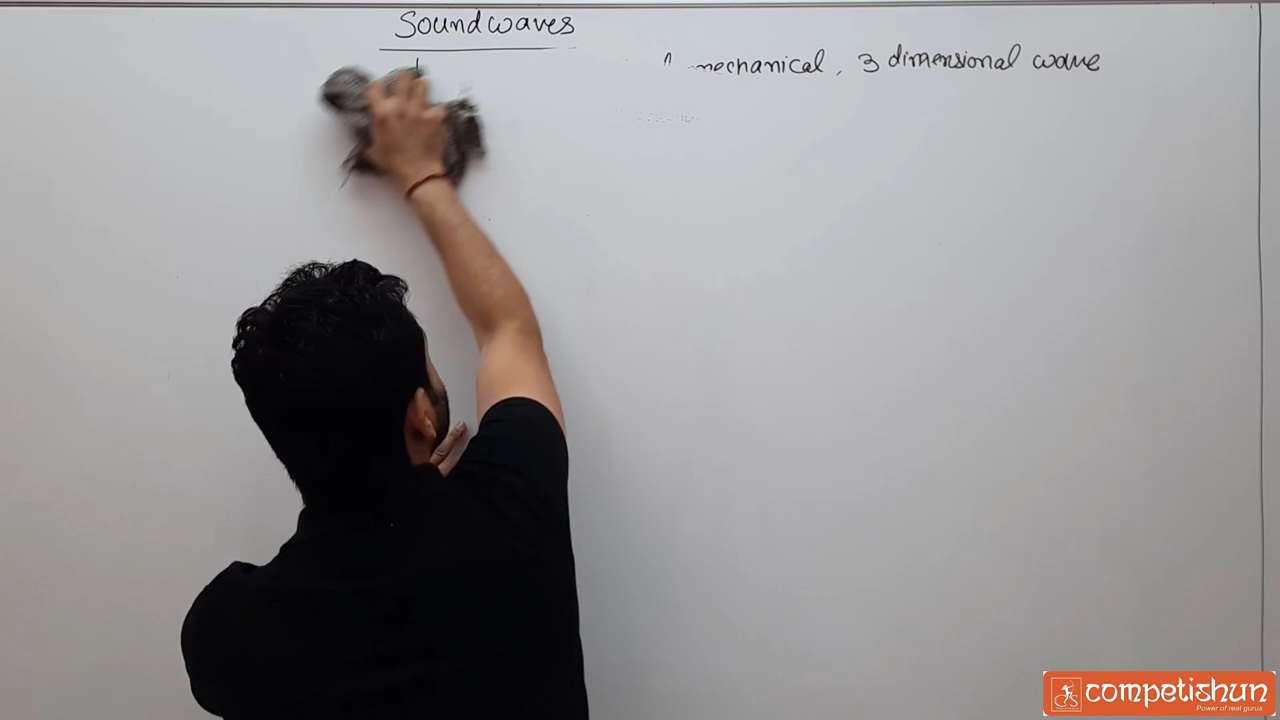 Soundwaves
mechanical, 3 dimensional wave
competishun
Power of real gurus